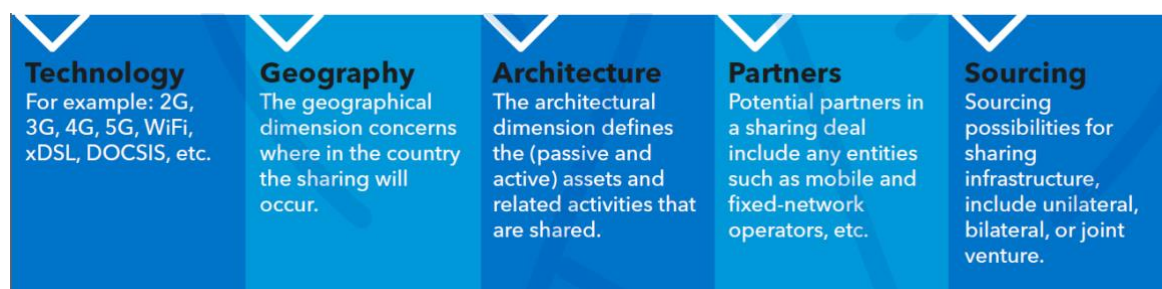 Technology
For example: 2G,
3G, 4G, 5G, WiFi,
xDSL, DOCSIS, etc.
Geography
The geographical
dimension concerns
where in the country
the sharing will
occur.
Architecture
The architectural
dimension defines
the (passive and
active) assets and
related activities that
are shared.
Partners
Potential partners in
a sharing deal
include any entities
such as mobile and
fixed-network
operators, etc.
Sourcing
Sourcing
possibilities for
sharing
infrastructure,
include unilateral,
bilateral, or joint
venture.